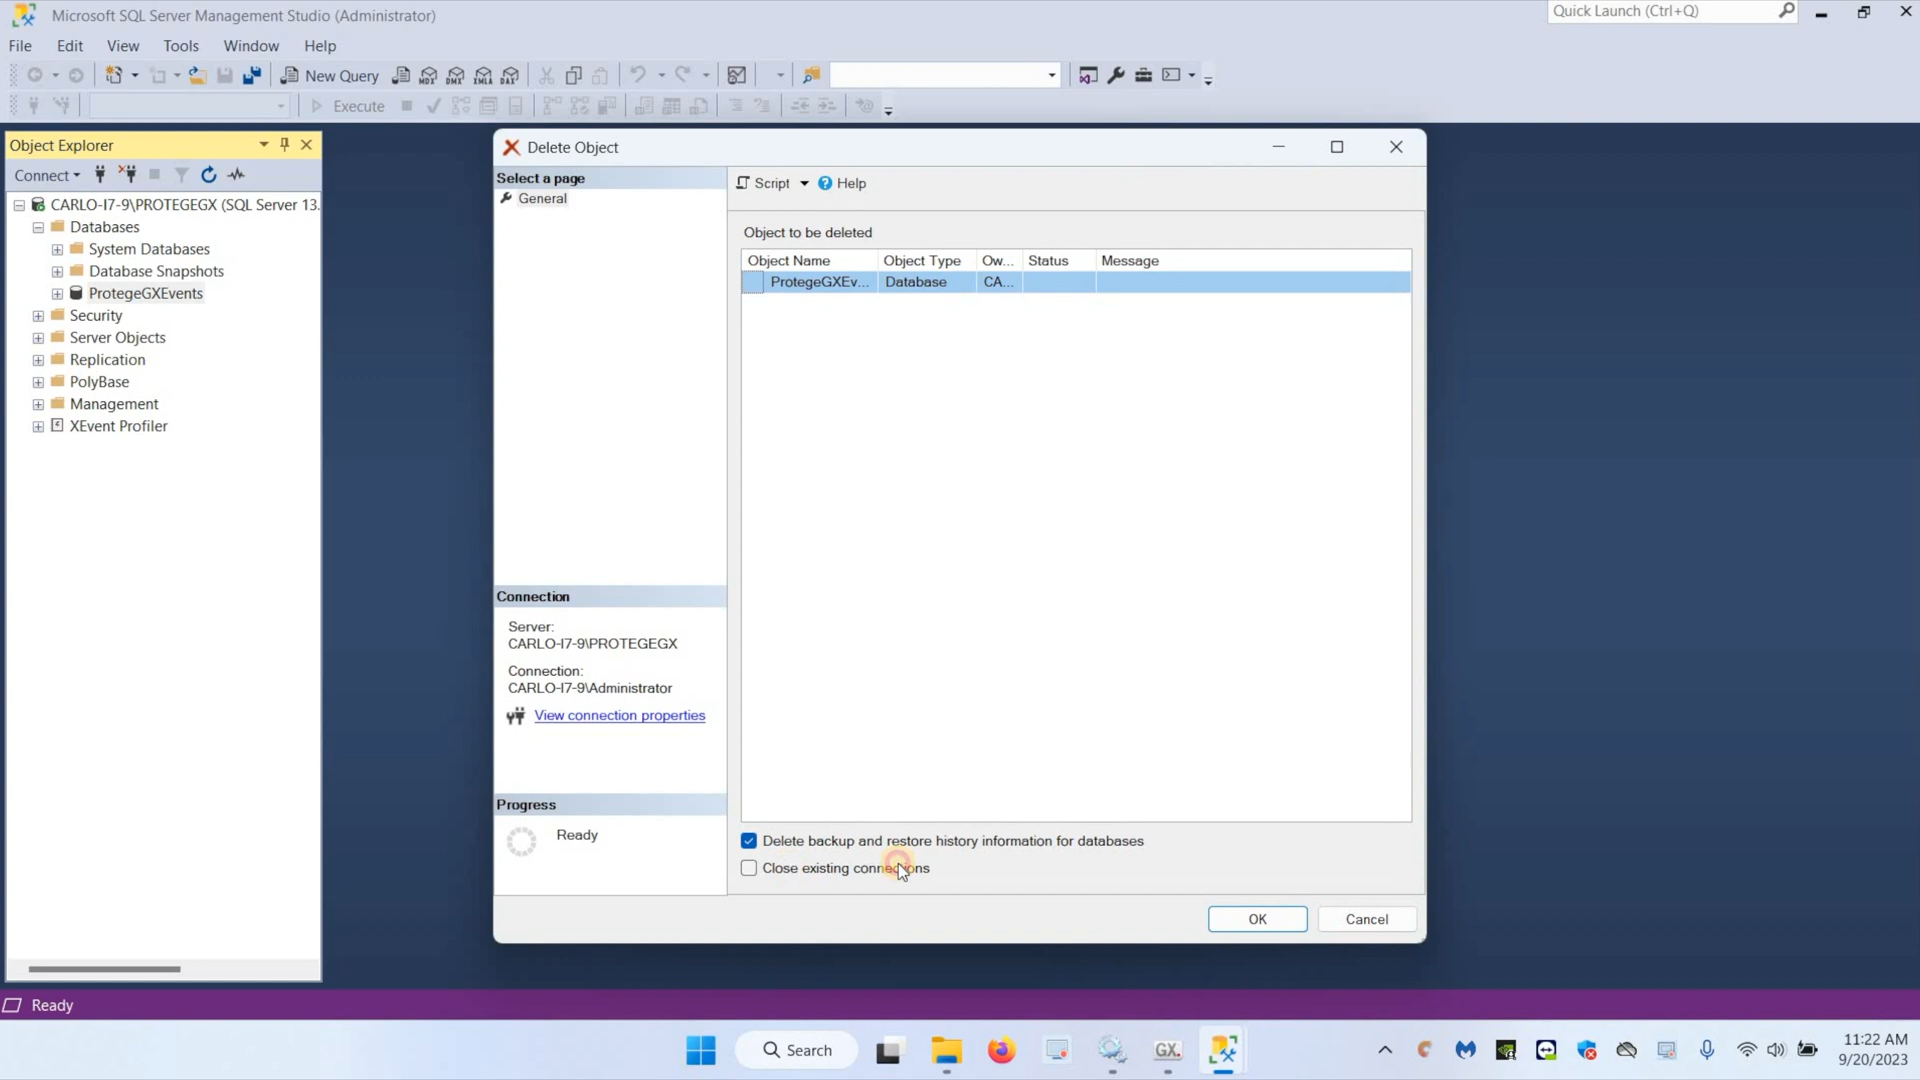 Microsoft SQL Server Management Studio (Administrator)
Quick Launch (Ctrl+Q)
File Edit View Tools Window Help
New Query MDX DMX XMLA DAX
Execute
Object Explorer
Connect
CARLO-I7-9\PROTEGEGX (SQL Server 13.
Databases
System Databases
Database Snapshots
ProtegeGXEvents
Security
Server Objects
Replication
PolyBase
Management
XEvent Profiler
Delete Object
Select a page
General
Script Help
Object to be deleted
Object Name Object Type Ow... Status Message
ProtegeGXEv... Database CA...
Connection
Server:
CARLO-I7-9\PROTEGEGX
Connection:
CARLO-I7-9\Administrator
View connection properties
Progress
Ready
Delete backup and restore history information for databases
Close existing connections
OK Cancel
Ready
Search
GX
11:22 AM
9/20/2023